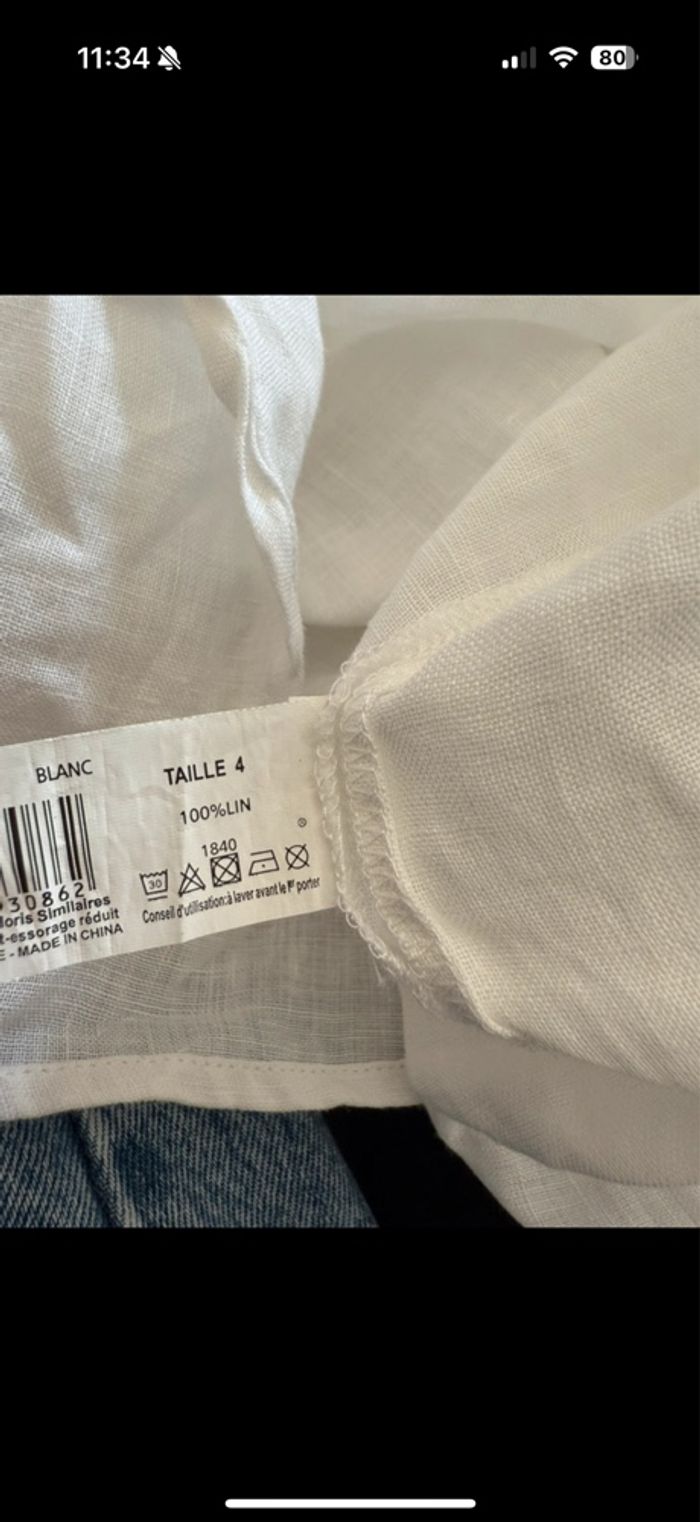 11:34
80
BLANC
TAILLE 4
100%LIN
1840
30
30862
loris Similaires
t-essorage réduit
E - MADE IN CHINA
Conseil d'utilisation:à laver avant le 1er porter